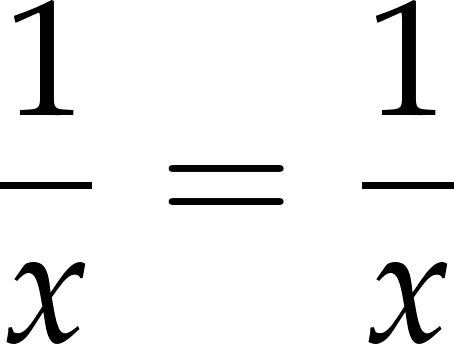 1/x = 1/x